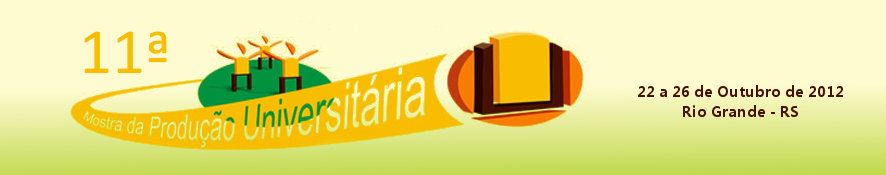 11ª
Mostra da Produção Universitária
22 a 26 de Outubro de 2012
Rio Grande - RS